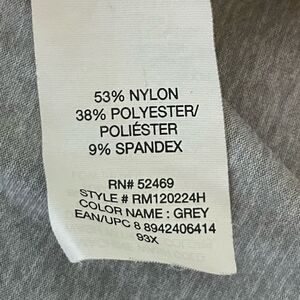 53% NYLON
38% POLYESTER/
POLIÉSTER
9% SPANDEX
RN# 52469
STYLE # RM120224H
COLOR NAME : GREY
EAN/UPC 8 8942406414
93X